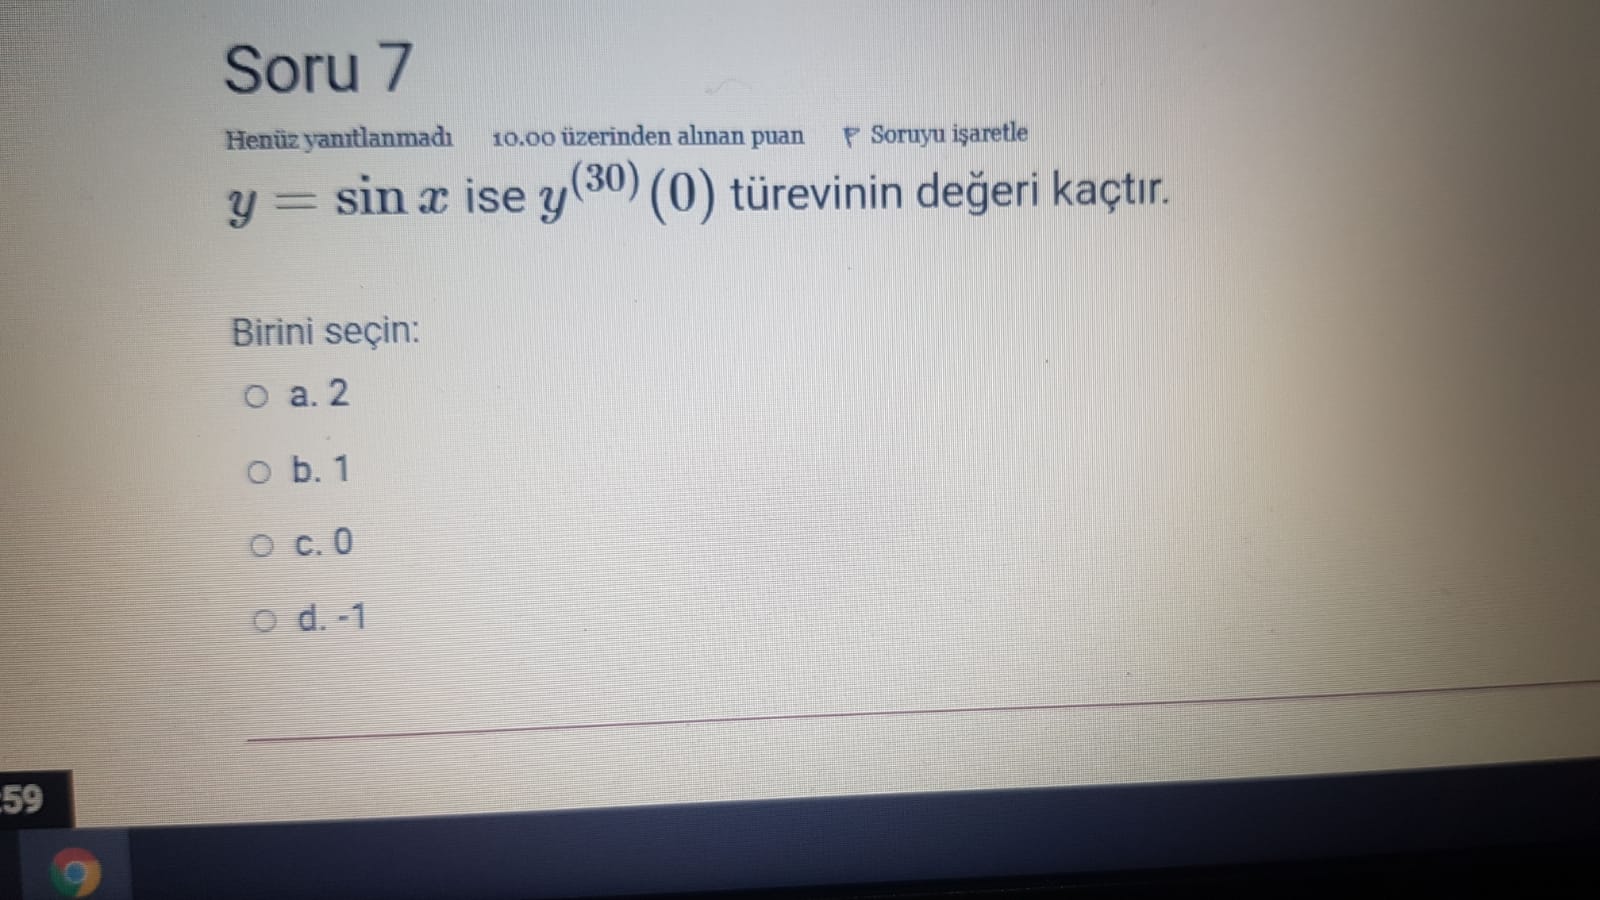 Soru 7
Henüz yanıtlanmadı 10.00 üzerinden alınan puan Soruyu işaretle
y = sin x ise y⁽³⁰⁾(0) türevinin değeri kaçtır.
Birini seçin:
a. 2
b. 1
c. 0
d. -1
59